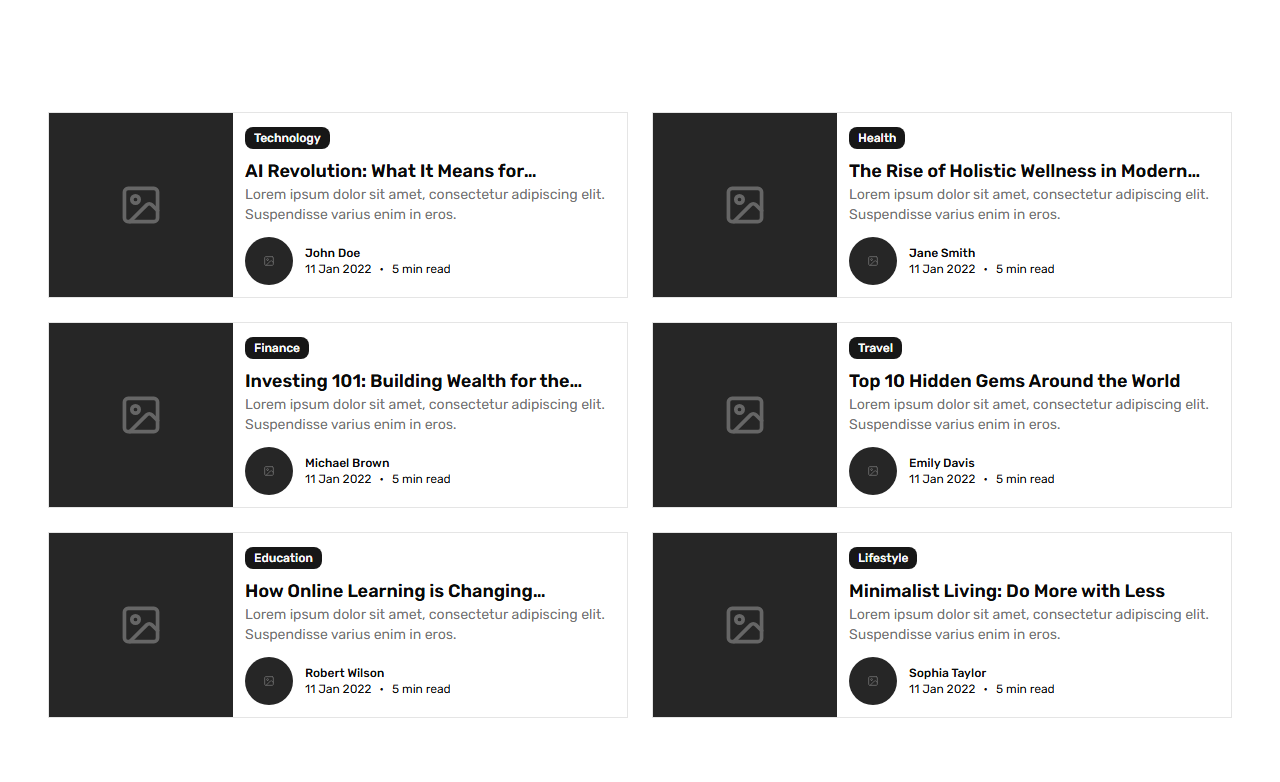 Technology
AI Revolution: What It Means for...
Lorem ipsum dolor sit amet, consectetur adipiscing elit.
Suspendisse varius enim in eros.
John Doe
11 Jan 2022 • 5 min read
Health
The Rise of Holistic Wellness in Modern...
Lorem ipsum dolor sit amet, consectetur adipiscing elit.
Suspendisse varius enim in eros.
Jane Smith
11 Jan 2022 • 5 min read
Finance
Investing 101: Building Wealth for the...
Lorem ipsum dolor sit amet, consectetur adipiscing elit.
Suspendisse varius enim in eros.
Michael Brown
11 Jan 2022 • 5 min read
Travel
Top 10 Hidden Gems Around the World
Lorem ipsum dolor sit amet, consectetur adipiscing elit.
Suspendisse varius enim in eros.
Emily Davis
11 Jan 2022 • 5 min read
Education
How Online Learning is Changing...
Lorem ipsum dolor sit amet, consectetur adipiscing elit.
Suspendisse varius enim in eros.
Robert Wilson
11 Jan 2022 • 5 min read
Lifestyle
Minimalist Living: Do More with Less
Lorem ipsum dolor sit amet, consectetur adipiscing elit.
Suspendisse varius enim in eros.
Sophia Taylor
11 Jan 2022 • 5 min read